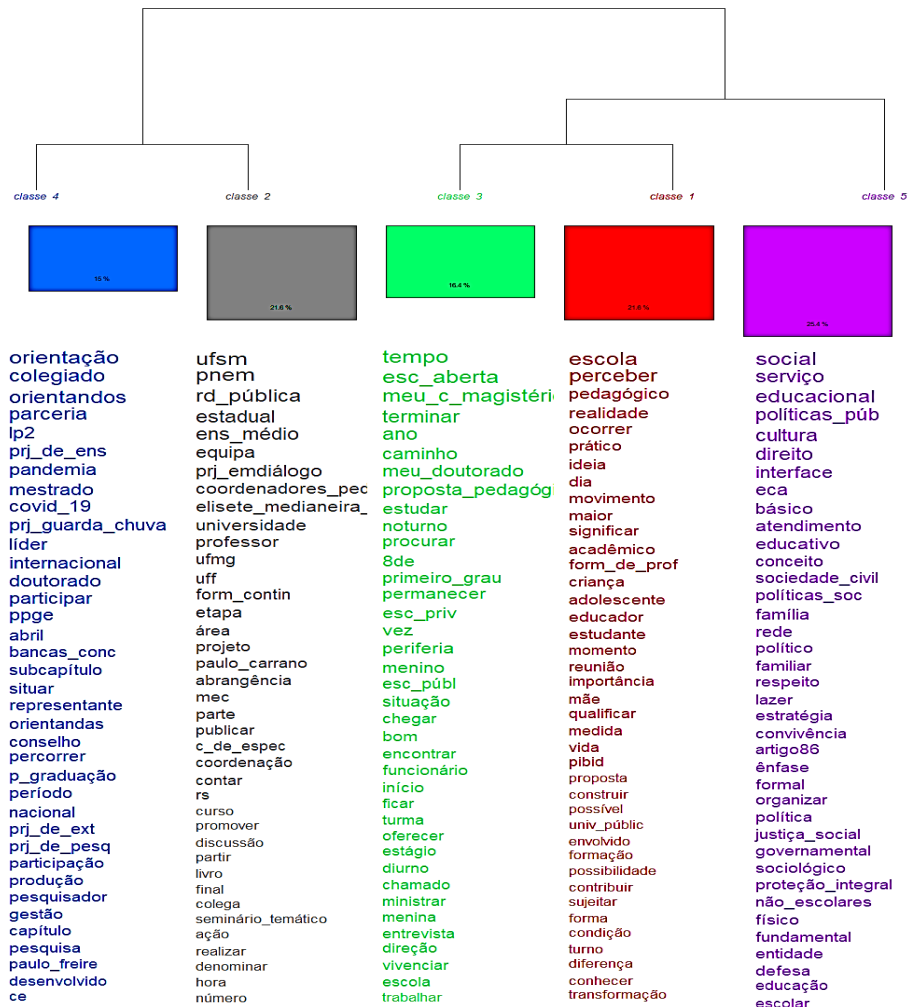 classe 4
classe 2
classe 3
classe 1
classe 5
15 %
21.6 %
16.4 %
21.6 %
25.4 %
orientação
colegiado
orientandos
parceria
lp2
prj_de_ens
pandemia
mestrado
covid_19
prj_guarda_chuva
líder
internacional
doutorado
participar
ppge
abril
bancas_conc
subcapítulo
situar
representante
orientandas
conselho
percorrer
p_graduação
período
nacional
prj_de_ext
prj_de_pesq
participação
produção
pesquisador
gestão
capítulo
pesquisa
paulo_freire
desenvolvido
ce
ufsm
pnem
rd_pública
estadual
ens_médio
equipa
prj_emdiálogo
coordenadores_ped
elisete_medianeira_
universidade
professor
ufmg
uff
form_contin
etapa
área
projeto
paulo_carrano
abrangência
mec
parte
publicar
c_de_espec
coordenação
contar
rs
curso
promover
discussão
partir
livro
final
colega
seminário_temático
ação
realizar
denominar
hora
número
tempo
esc_aberta
meu_c_magistéri
terminar
ano
caminho
meu_doutorado
proposta_pedagógi
estudar
noturno
procurar
8de
primeiro_grau
permanecer
esc_priv
vez
periferia
menino
esc_públ
situação
chegar
bom
encontrar
funcionário
início
ficar
turma
oferecer
estágio
diurno
chamado
ministrar
menina
entrevista
direção
vivenciar
escola
trabalhar
escola
perceber
pedagógico
realidade
ocorrer
prático
ideia
dia
movimento
maior
significar
acadêmico
form_de_prof
criança
adolescente
educador
estudante
momento
reunião
importância
mãe
qualificar
medida
vida
pibid
proposta
construir
possível
univ_públic
envolvido
formação
possibilidade
contribuir
sujeitar
forma
condição
turno
diferença
conhecer
transformação
social
serviço
educacional
políticas_púb
cultura
direito
interface
eca
básico
atendimento
educativo
conceito
sociedade_civil
políticas_soc
família
rede
político
familiar
respeito
lazer
estratégia
convivência
artigo86
ênfase
formal
organizar
política
justiça_social
governamental
sociológico
proteção_integral
não_escolares
físico
fundamental
entidade
defesa
educação
escolar